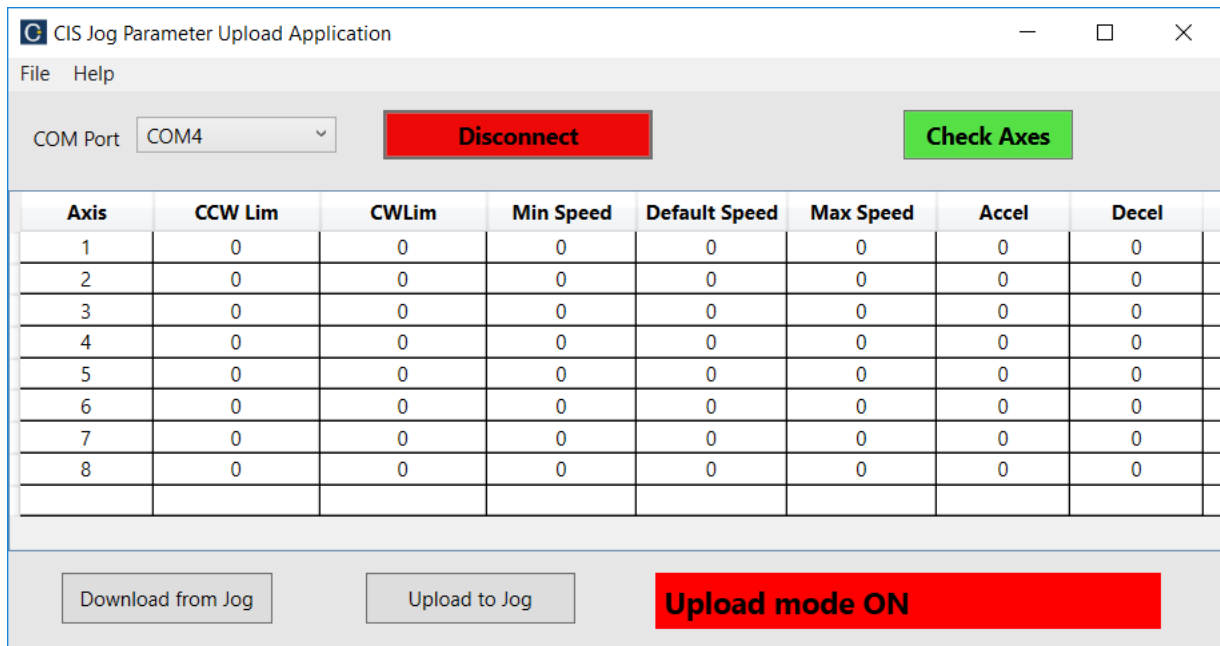 CIS Jog Parameter Upload Application
File Help
COM Port COM4 Disconnect Check Axes
Axis CCW Lim CWLim Min Speed Default Speed Max Speed Accel Decel
1 0 0 0 0 0 0 0
2 0 0 0 0 0 0 0
3 0 0 0 0 0 0 0
4 0 0 0 0 0 0 0
5 0 0 0 0 0 0 0
6 0 0 0 0 0 0 0
7 0 0 0 0 0 0 0
8 0 0 0 0 0 0 0
Download from Jog Upload to Jog Upload mode ON